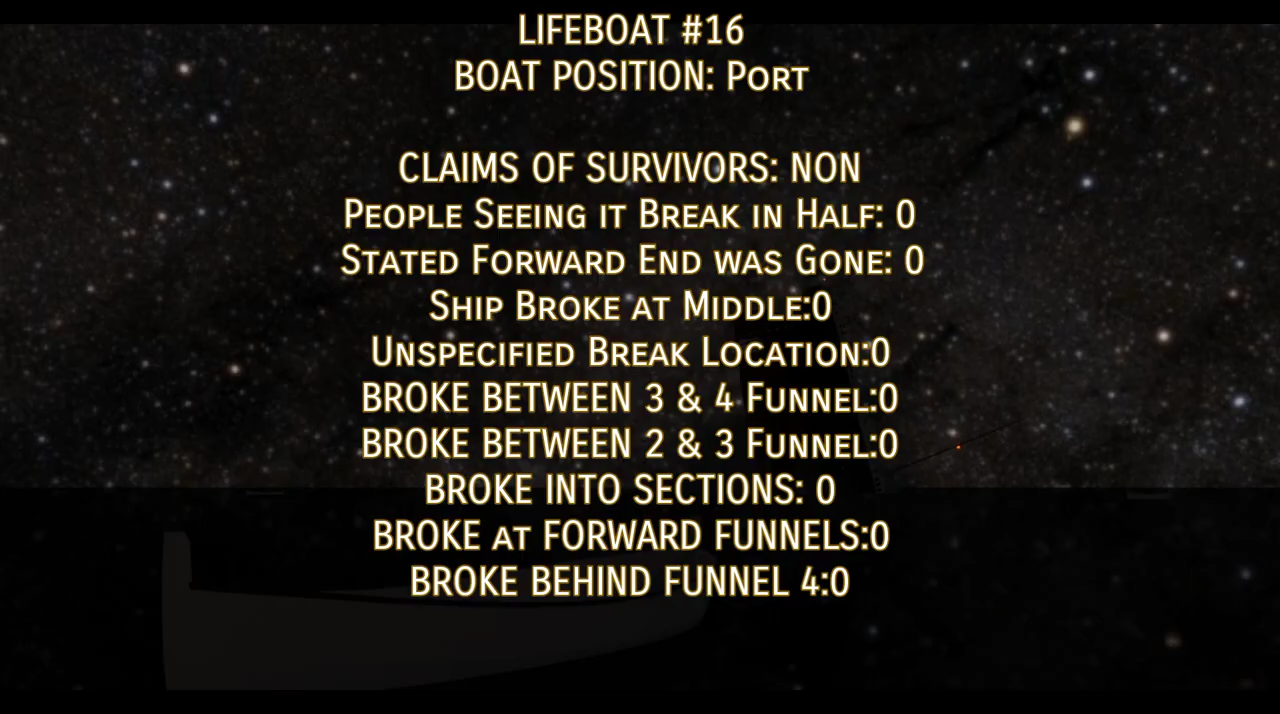 LIFEBOAT #16
BOAT POSITION: Port
CLAIMS OF SURVIVORS: NON
People Seeing it Break in Half: 0
Stated Forward End was Gone: 0
Ship Broke at Middle:0
Unspecified Break Location:0
BROKE BETWEEN 3 & 4 Funnel:0
BROKE BETWEEN 2 & 3 Funnel:0
BROKE INTO SECTIONS: 0
BROKE at FORWARD FUNNELS:0
BROKE BEHIND FUNNEL 4:0